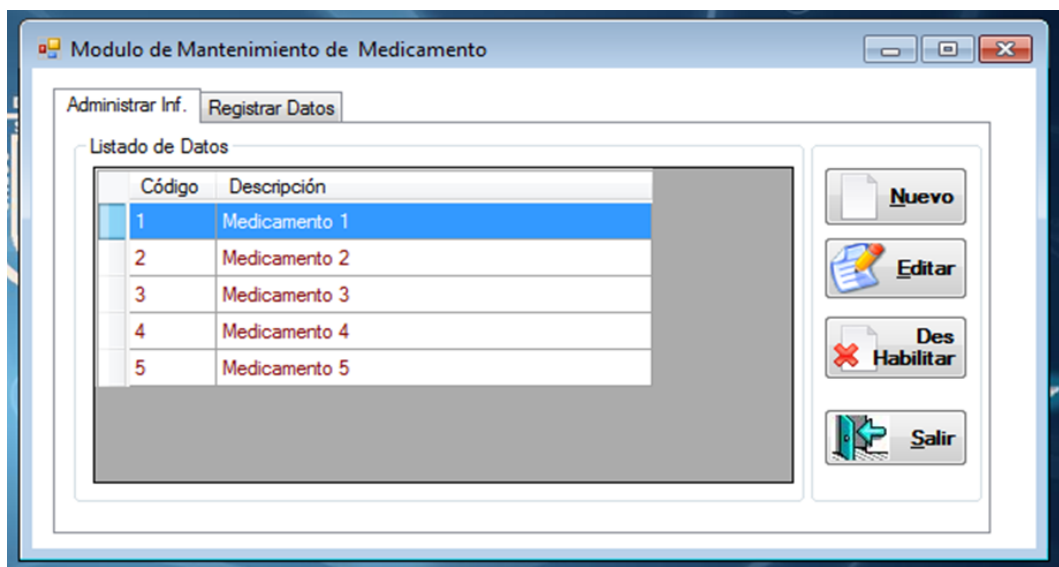 Modulo de Mantenimiento de Medicamento
Administrar Inf. Registrar Datos
Listado de Datos
Código Descripción
1 Medicamento 1
2 Medicamento 2
3 Medicamento 3
4 Medicamento 4
5 Medicamento 5
Nuevo
Editar
Des
Habilitar
Salir